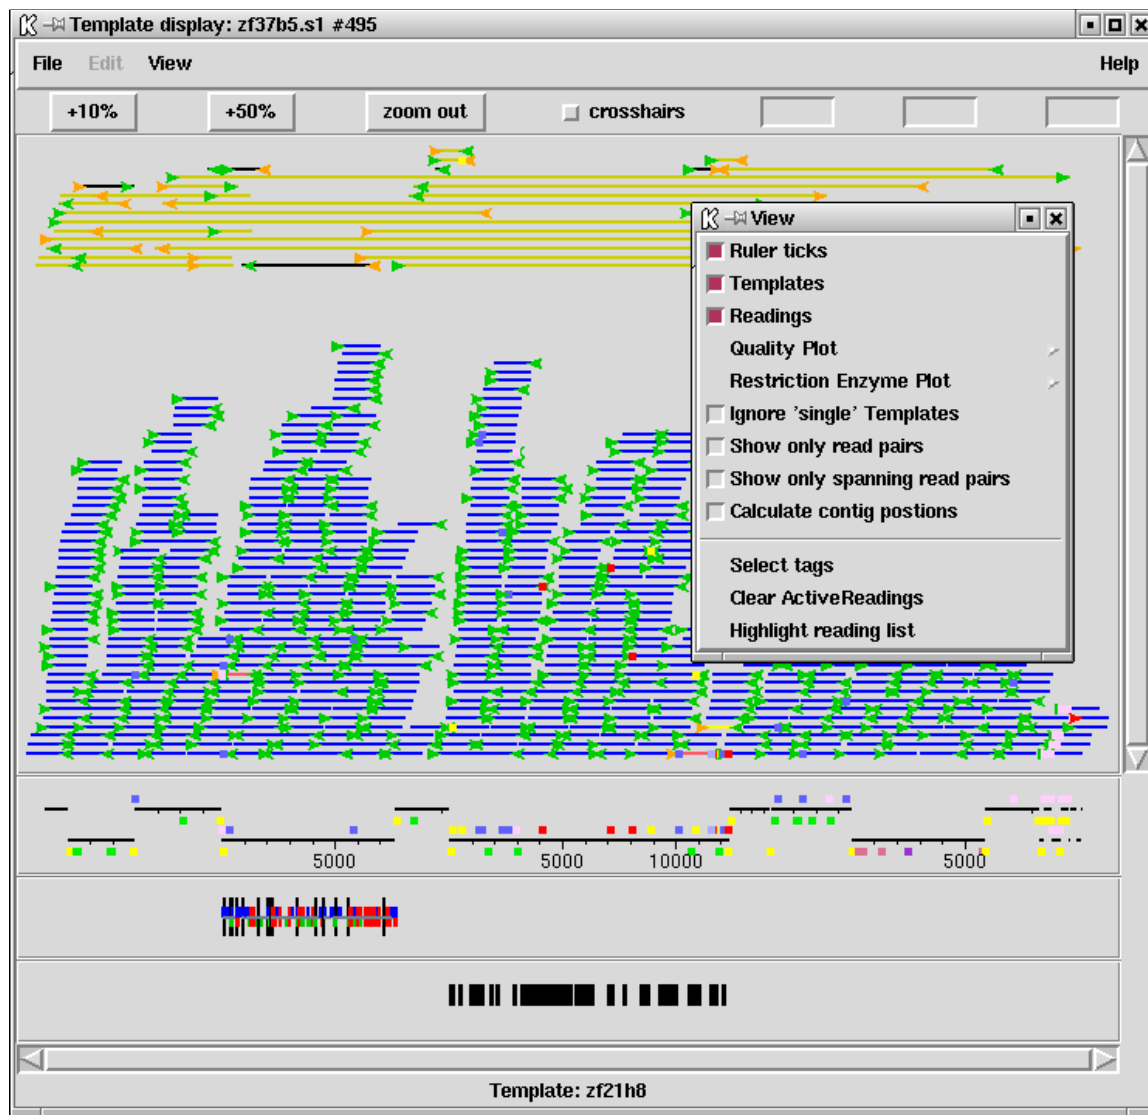 Template display: zf37b5.s1 #495
File Edit View Help
+10% +50% zoom out crosshairs
View
Ruler ticks
Templates
Readings
Quality Plot
Restriction Enzyme Plot
Ignore 'single' Templates
Show only read pairs
Show only spanning read pairs
Calculate contig postions
Select tags
Clear ActiveReadings
Highlight reading list
5000 5000 10000 5000
Template: zf21h8